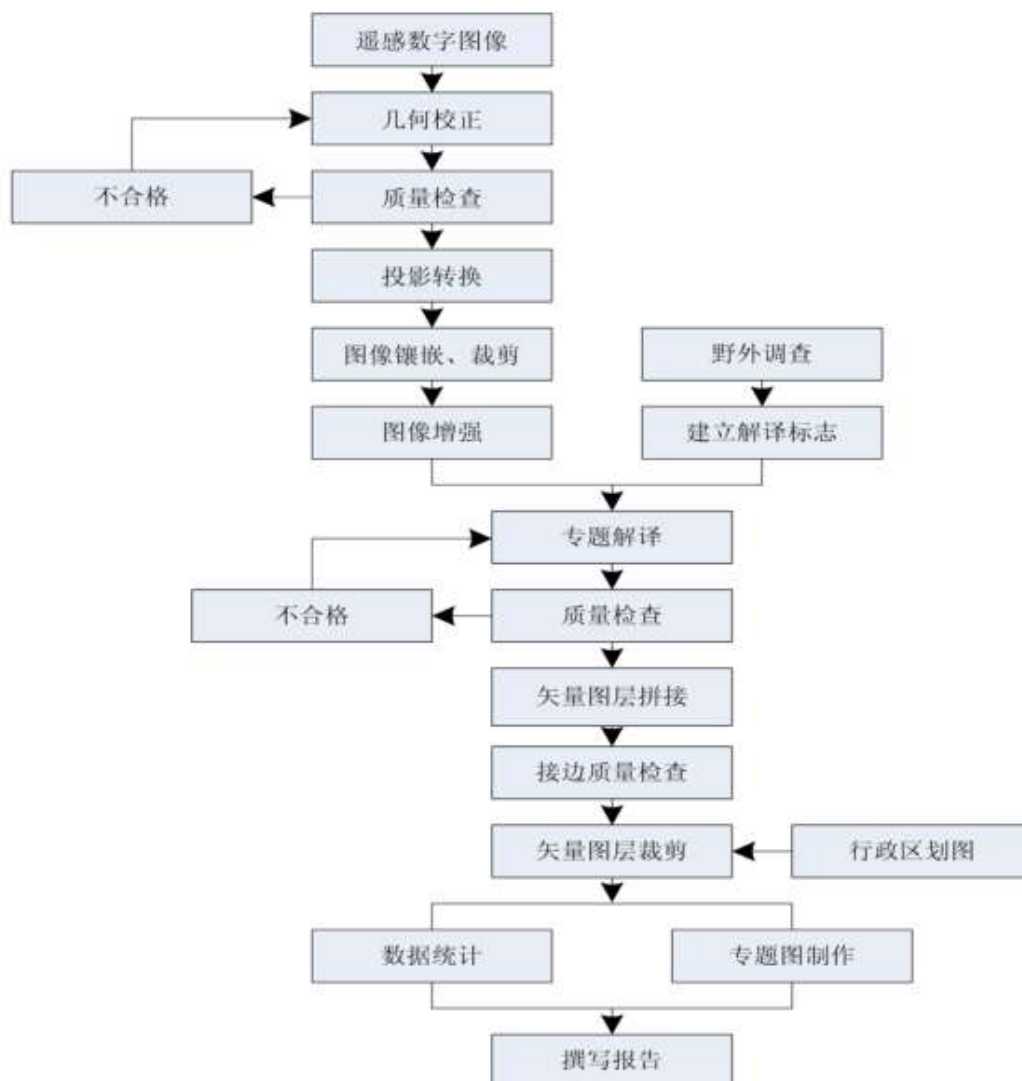 遥感数字图像
几何校正
不合格
质量检查
投影转换
图像镶嵌、裁剪
野外调查
图像增强
建立解译标志
专题解译
不合格
质量检查
矢量图层拼接
接边质量检查
矢量图层裁剪
行政区划图
数据统计
专题图制作
撰写报告